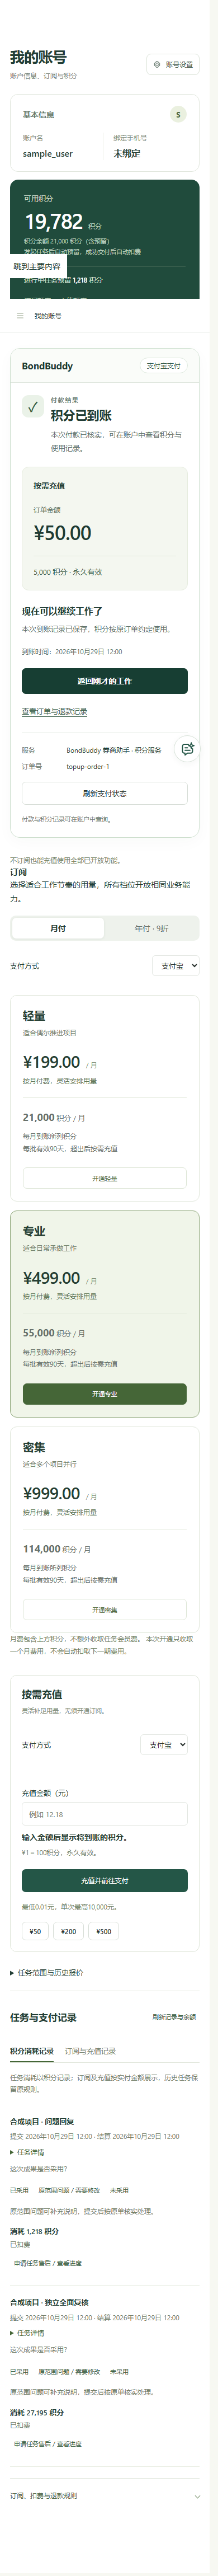 我的账号
账户信息、订阅与积分
账号设置
基本信息
S
账户名
sample_user
绑定手机号
未绑定
可用积分
19,782 积分
积分余额 21,000 积分（含预留）
发起任务后自动预留，成功交付后自动扣费
跳到主要内容
进行中任务预留 1,218 积分
我的账号
BondBuddy
支付宝支付
付款结果
积分已到账
本次付款已核实，可在账户中查看积分与
使用记录。
按需充值
订单金额
¥50.00
5,000 积分 · 永久有效
现在可以继续工作了
本次到账记录已保存，积分按原订单约定使用。
到账时间：2026年10月29日 12:00
返回刚才的工作
查看订单与退款记录
服务
BondBuddy 券商助手 · 积分服务
订单号
topup-order-1
刷新支付状态
付款与积分记录可在账户中查询。
不订阅也能充值使用全部已开放功能。
订阅
选择适合工作节奏的用量，所有档位开放相同业务能
力。
月付
年付 · 9折
支付方式
支付宝
轻量
适合偶尔推进项目
¥199.00 / 月
按月付费，灵活安排用量
21,000 积分 / 月
每月到账所列积分
每批有效90天，超出后按需充值
开通轻量
专业
适合日常承做工作
¥499.00 / 月
按月付费，灵活安排用量
55,000 积分 / 月
每月到账所列积分
每批有效90天，超出后按需充值
开通专业
密集
适合多个项目并行
¥999.00 / 月
按月付费，灵活安排用量
114,000 积分 / 月
每月到账所列积分
每批有效90天，超出后按需充值
开通密集
月费包含上方积分，不额外收取任务会员费。 本次开通只收取
一个月费用，不会自动扣取下一期费用。
按需充值
灵活补足用量，无须开通订阅。
支付方式
支付宝
充值金额（元）
例如 12.18
输入金额后显示将到账的积分。
¥1 = 100积分，永久有效。
充值并前往支付
最低0.01元，单次最高10,000元。
¥50
¥200
¥500
任务范围与历史报价
任务与支付记录
刷新记录与余额
积分消耗记录
订阅与充值记录
任务消耗以积分记录；订阅及充值按实付金额展示，历史任务保
留原规则。
合成项目 · 问题回复
提交 2026年10月29日 12:00 · 结算 2026年10月29日 12:00
任务详情
这次成果是否采用？
已采用
原范围问题 / 需要修改
未采用
原范围问题可补充说明，提交后按原单核实处理。
消耗 1,218 积分
已扣费
申请任务售后 / 查看进度
合成项目 · 独立全面复核
提交 2026年10月29日 12:00 · 结算 2026年10月29日 12:00
任务详情
这次成果是否采用？
已采用
原范围问题 / 需要修改
未采用
原范围问题可补充说明，提交后按原单核实处理。
消耗 27,195 积分
已扣费
申请任务售后 / 查看进度
订阅、扣费与退款规则